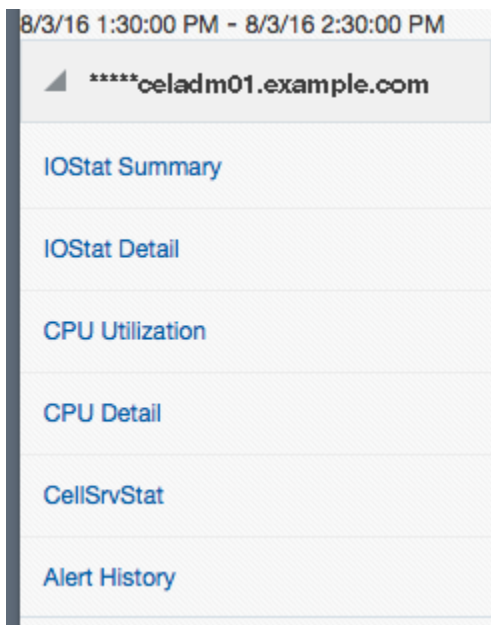 8/3/16 1:30:00 PM - 8/3/16 2:30:00 PM
*****celadm01.example.com
IOStat Summary
IOStat Detail
CPU Utilization
CPU Detail
CellSrvStat
Alert History